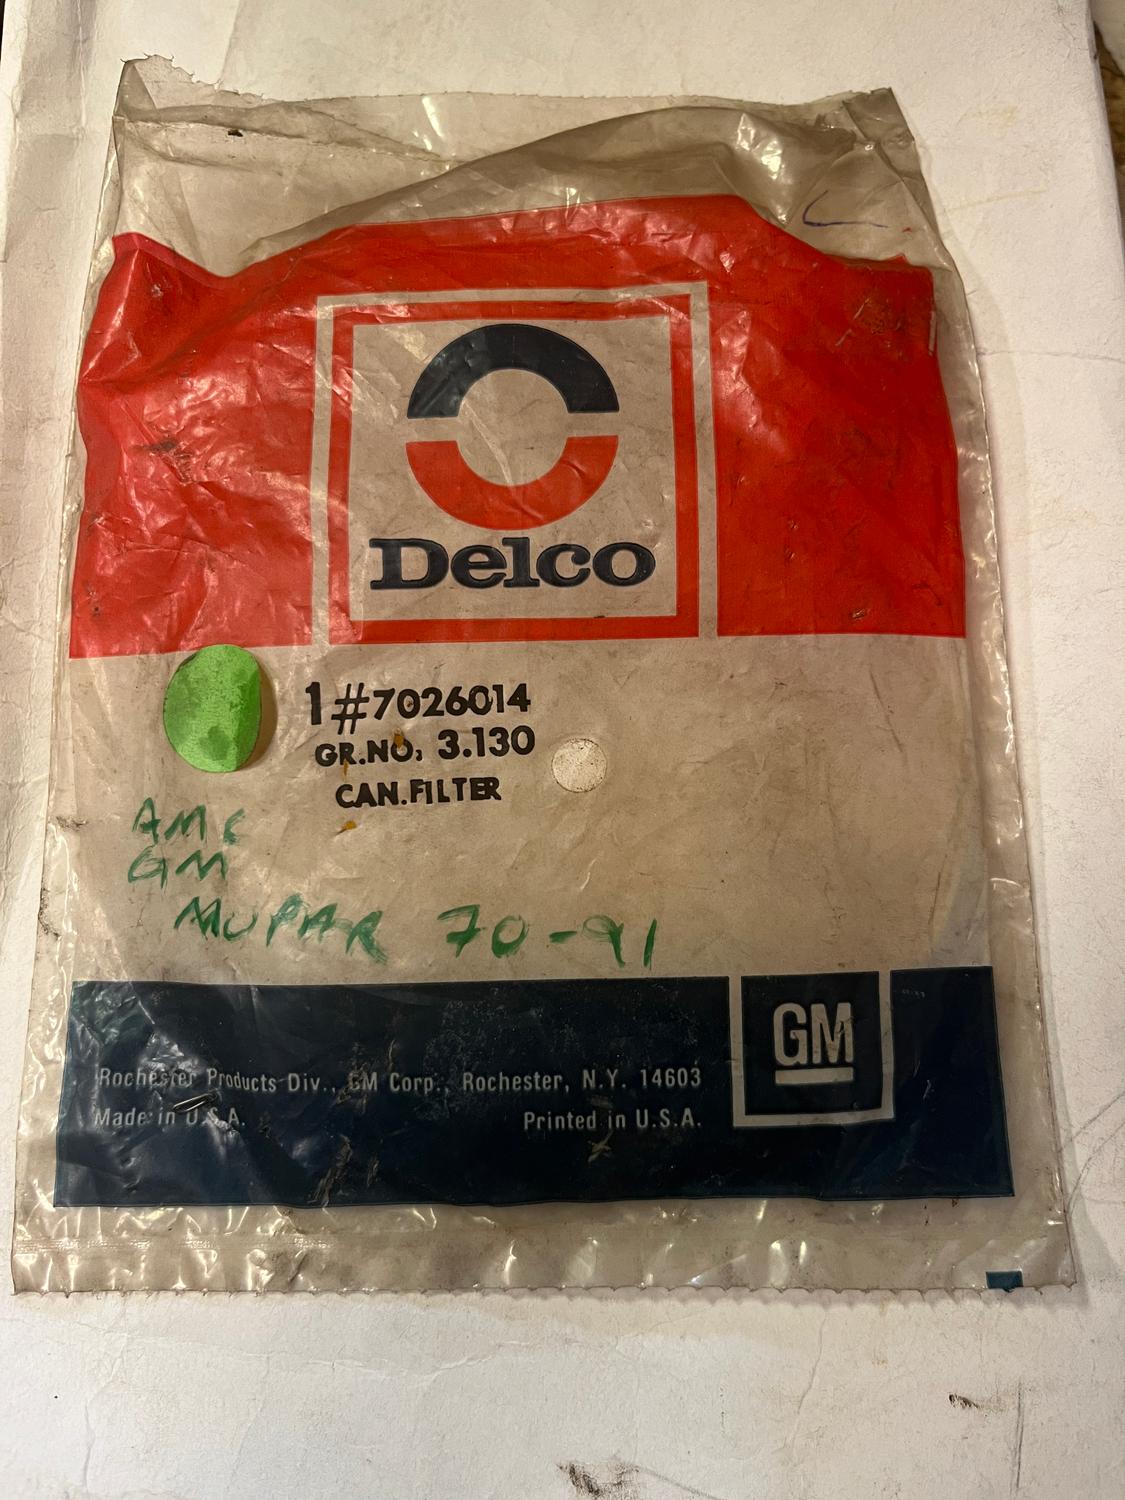 Delco
1#7026014
GR.NO, 3.130
CAN.FILTER
AMC
GM
MOPAR 70-91
GM
Rochester Products Div., GM Corp., Rochester, N.Y. 14603
Made in U.S.A. Printed in U.S.A.